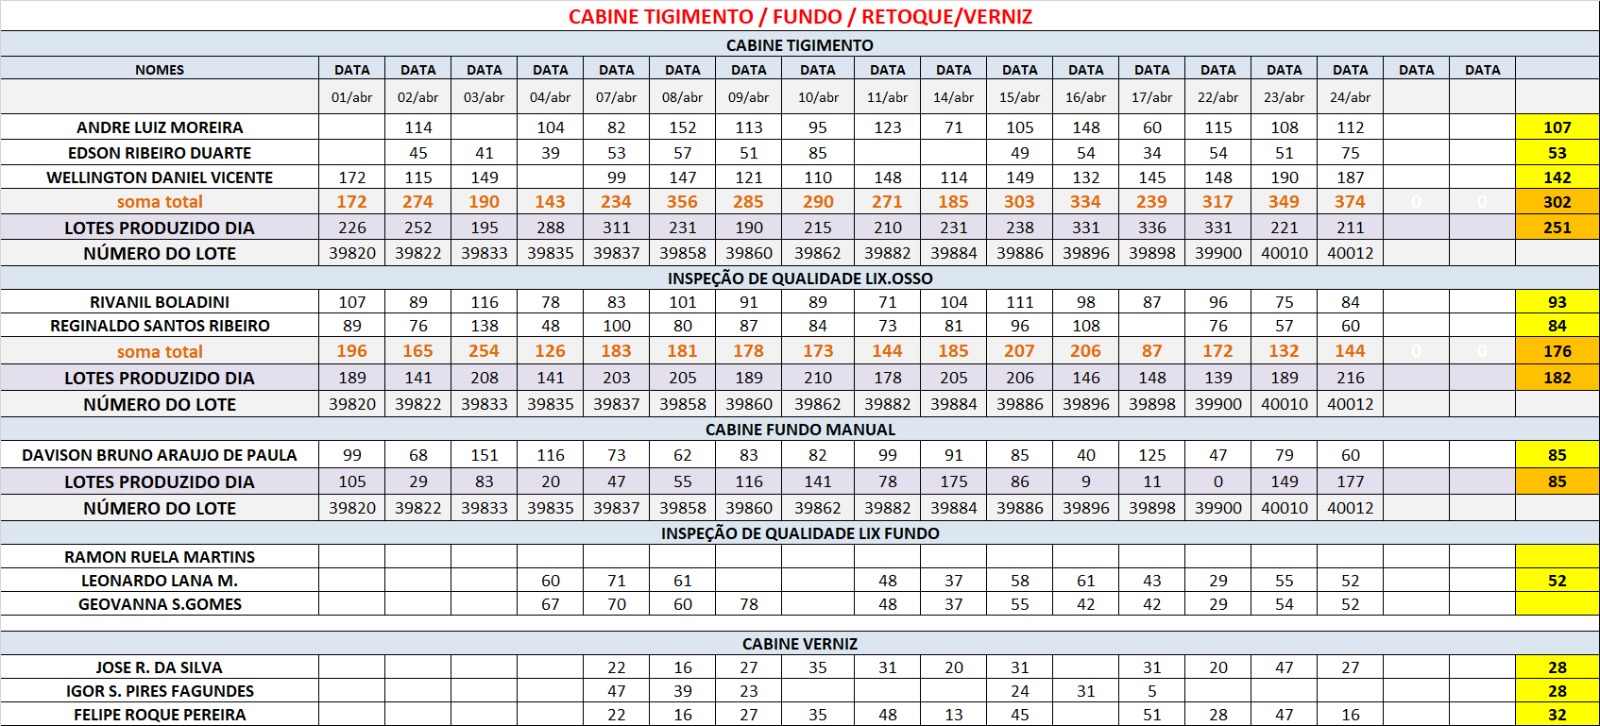 CABINE TIGIMENTO / FUNDO / RETOQUE/VERNIZ
CABINE TIGIMENTO
NOMES DATA DATA DATA DATA DATA DATA DATA DATA DATA DATA DATA DATA DATA DATA DATA DATA DATA DATA
01/abr 02/abr 03/abr 04/abr 07/abr 08/abr 09/abr 10/abr 11/abr 14/abr 15/abr 16/abr 17/abr 22/abr 23/abr 24/abr
ANDRE LUIZ MOREIRA 114 104 82 152 113 95 123 71 105 148 60 115 108 112 107
EDSON RIBEIRO DUARTE 45 41 39 53 57 51 85 49 54 34 54 51 75 53
WELLINGTON DANIEL VICENTE 172 115 149 99 147 121 110 148 114 149 132 145 148 190 187 142
soma total 172 274 190 143 234 356 285 290 271 185 303 334 239 317 349 374 0 0 302
LOTES PRODUZIDO DIA 226 252 195 288 311 231 190 215 210 231 238 331 336 331 221 211 251
NÚMERO DO LOTE 39820 39822 39833 39835 39837 39858 39860 39862 39882 39884 39886 39896 39898 39900 40010 40012
INSPEÇÃO DE QUALIDADE LIX.OSSO
RIVANIL BOLADINI 107 89 116 78 83 101 91 89 71 104 111 98 87 96 75 84 93
REGINALDO SANTOS RIBEIRO 89 76 138 48 100 80 87 84 73 81 96 108 76 57 60 84
soma total 196 165 254 126 183 181 178 173 144 185 207 206 87 172 132 144 0 0 176
LOTES PRODUZIDO DIA 189 141 208 141 203 205 189 210 178 205 206 146 148 139 189 216 182
NÚMERO DO LOTE 39820 39822 39833 39835 39837 39858 39860 39862 39882 39884 39886 39896 39898 39900 40010 40012
CABINE FUNDO MANUAL
DAVISON BRUNO ARAUJO DE PAULA 99 68 151 116 73 62 83 82 99 91 85 40 125 47 79 60 85
LOTES PRODUZIDO DIA 105 29 83 20 47 55 116 141 78 175 86 9 11 0 149 177 85
NÚMERO DO LOTE 39820 39822 39833 39835 39837 39858 39860 39862 39882 39884 39886 39896 39898 39900 40010 40012
INSPEÇÃO DE QUALIDADE LIX FUNDO
RAMON RUELA MARTINS
LEONARDO LANA M. 60 71 61 48 37 58 61 43 29 55 52 52
GEOVANNA S.GOMES 67 70 60 78 48 37 55 42 42 29 54 52
CABINE VERNIZ
JOSE R. DA SILVA 22 16 27 35 31 20 31 31 20 47 27 28
IGOR S. PIRES FAGUNDES 47 39 23 24 31 5 28
FELIPE ROQUE PEREIRA 22 16 27 35 48 13 45 51 28 47 16 32